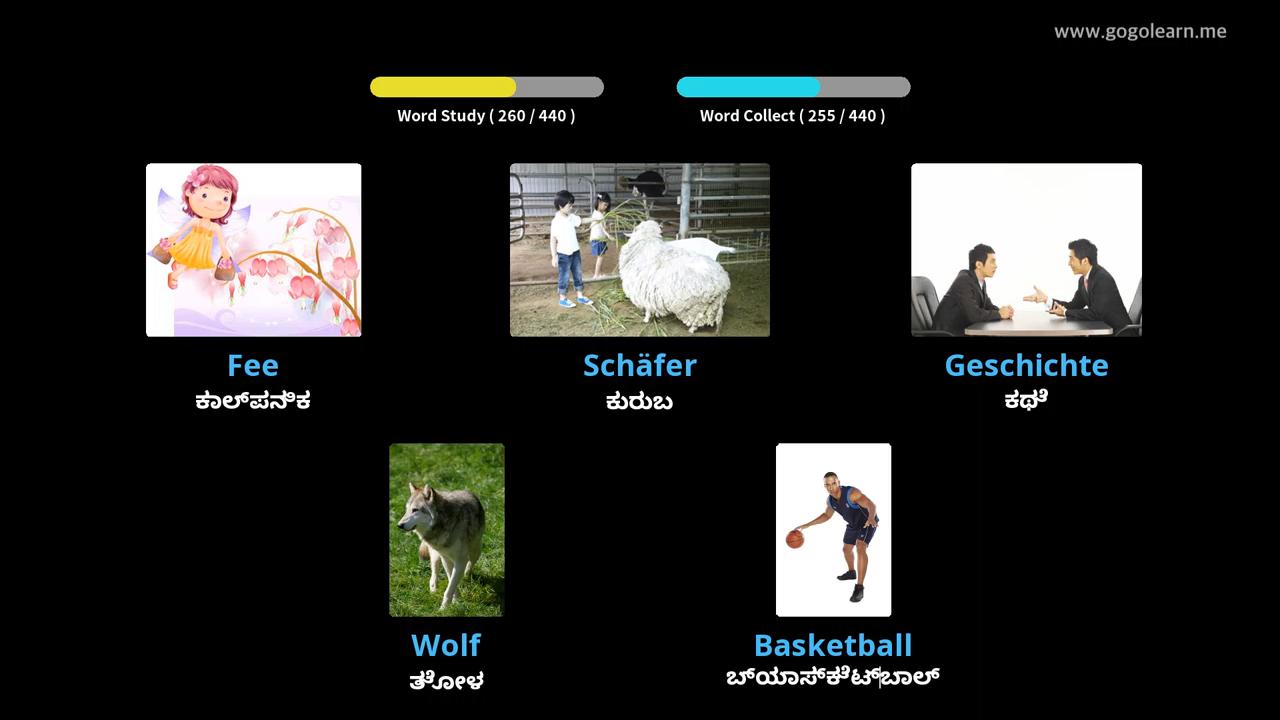 www.gogolearn.me
Word Study ( 260 / 440 )
Word Collect ( 255 / 440 )
Fee
ಕಾಲ್ಪನಿಕ
Schäfer
ಕುರುಬ
Geschichte
ಕಥೆ
Wolf
ತೋಳ
Basketball
ಬ್ಯಾಸ್ಕೆಟ್‌ಬಾಲ್